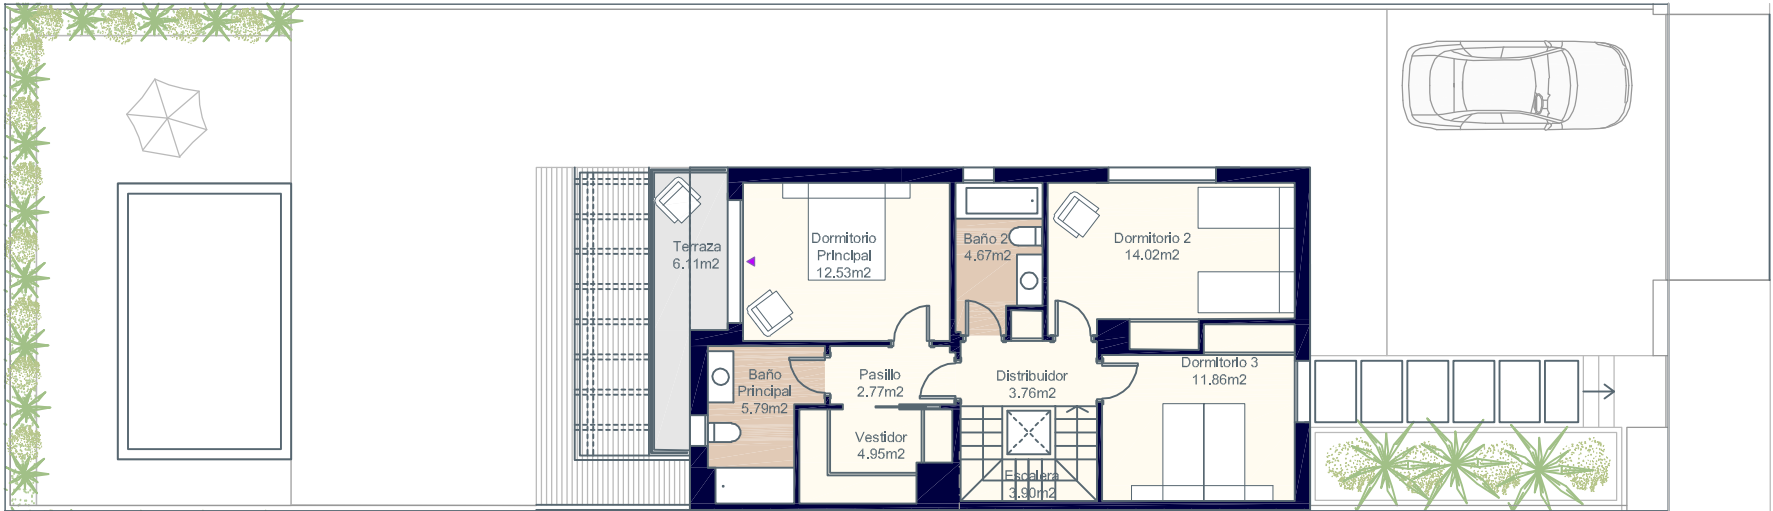 Terraza
6.11m2
Dormitorio
Principal
12.53m2
Baño 2
4.67m2
Dormitorio 2
14.02m2
Baño
Principal
5.79m2
Pasillo
2.77m2
Distribuidor
3.76m2
Dormitorio 3
11.86m2
Vestidor
4.95m2
Escalera
3.90m2